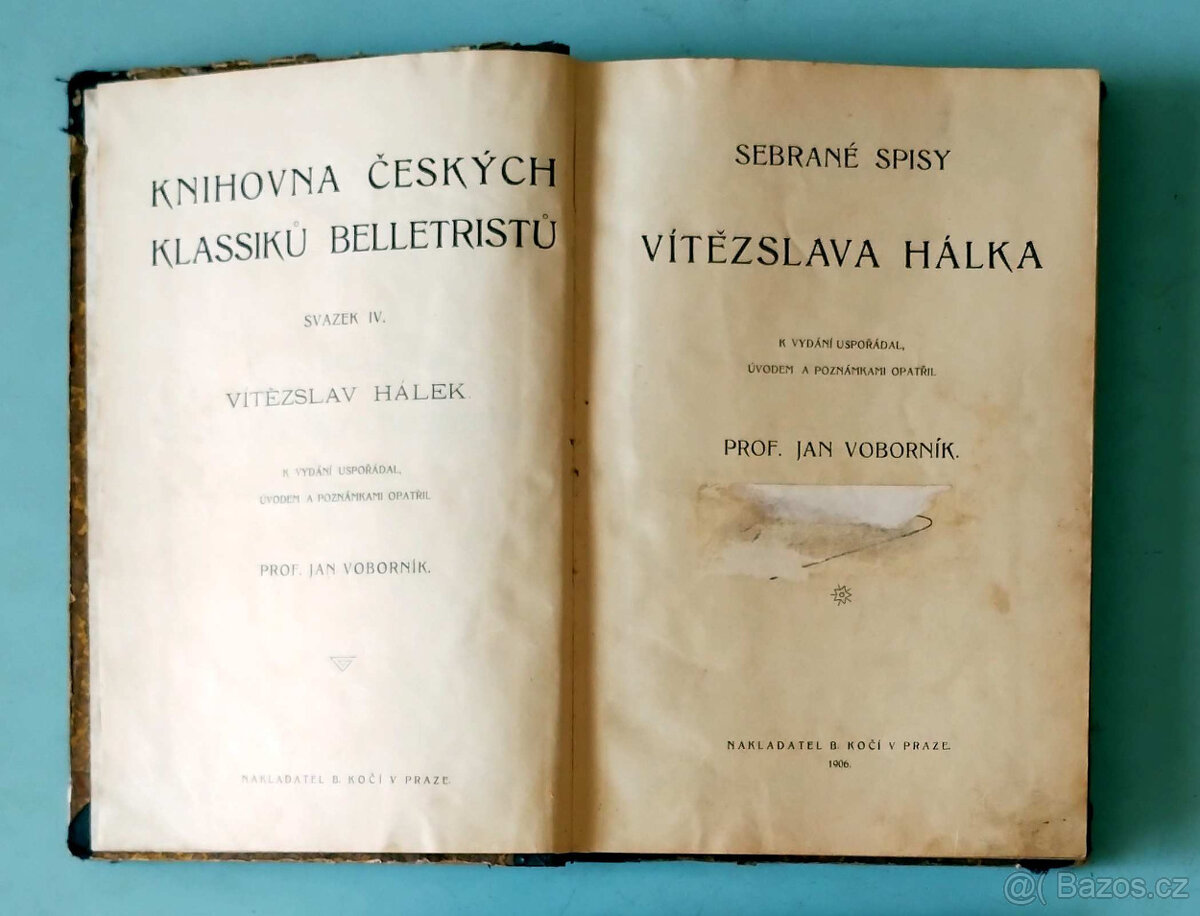 KNIHOVNA ČESKÝCH
KLASSIKŮ BELLETRISTŮ
SVAZEK IV.
VÍTĚZSLAV HÁLEK.
K VYDÁNÍ USPOŘÁDAL,
ÚVODEM A POZNÁMKAMI OPATŘIL
PROF. JAN VOBORNÍK.
NAKLADATEL B. KOČÍ V PRAZE.
SEBRANÉ SPISY
VÍTĚZSLAVA HÁLKA
K VYDÁNÍ USPOŘÁDAL,
ÚVODEM A POZNÁMKAMI OPATŘIL
PROF. JAN VOBORNÍK.
NAKLADATEL B. KOČÍ V PRAZE.
1906.
@( Bazos.cz